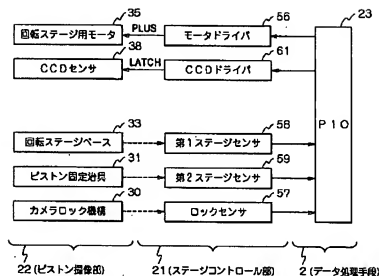 35
回転ステージ用モータ
PLUS
56
モータドライバ
23
PIO
38
CCDセンサ
LATCH
61
CCDドライバ
33
回転ステージベース
58
第1ステージセンサ
31
ピストン固定治具
59
第2ステージセンサ
30
カメラロック機構
57
ロックセンサ
22(ピストン撮像部)
21(ステージコントロール部)
2(データ処理手段)